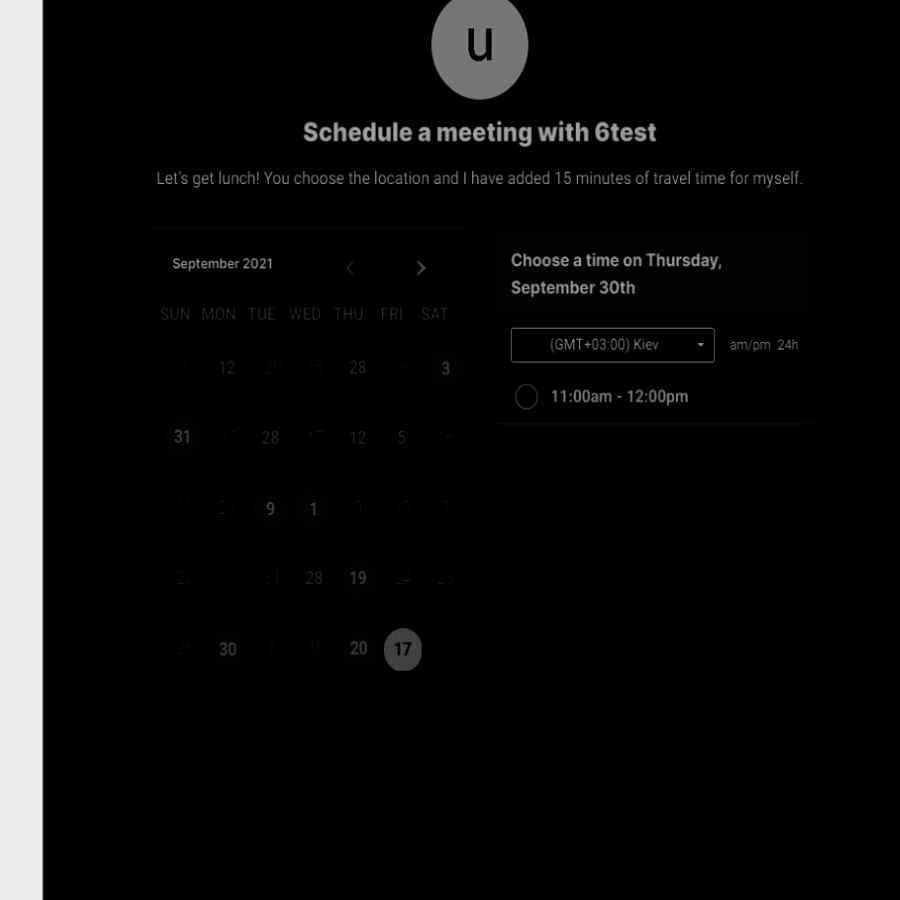 u
Schedule a meeting with 6test
Let's get lunch! You choose the location and I have added 15 minutes of travel time for myself.
September 2021
SUN MON TUE WED THU FRI SAT
3 12 20 15 28 6 3
31 13 28 17 12 5 16
11 23 9 1 9 10 9
20 1 31 28 19 24 23
26 30 6 30 20 17 10
Choose a time on Thursday,
September 30th
(GMT+03:00) Kiev am/pm 24h
11:00am - 12:00pm